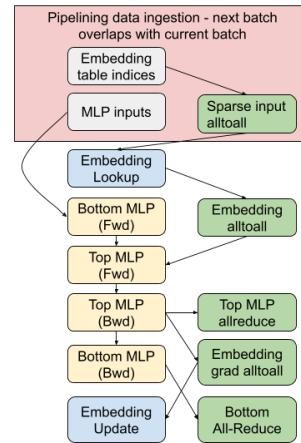 Pipelining data ingestion - next batch
overlaps with current batch
Embedding
table indices
MLP inputs
Sparse input
alltoall
Embedding
Lookup
Bottom MLP
(Fwd)
Embedding
alltoall
Top MLP
(Fwd)
Top MLP
(Bwd)
Top MLP
allreduce
Bottom MLP
(Bwd)
Embedding
grad alltoall
Embedding
Update
Bottom
All-Reduce